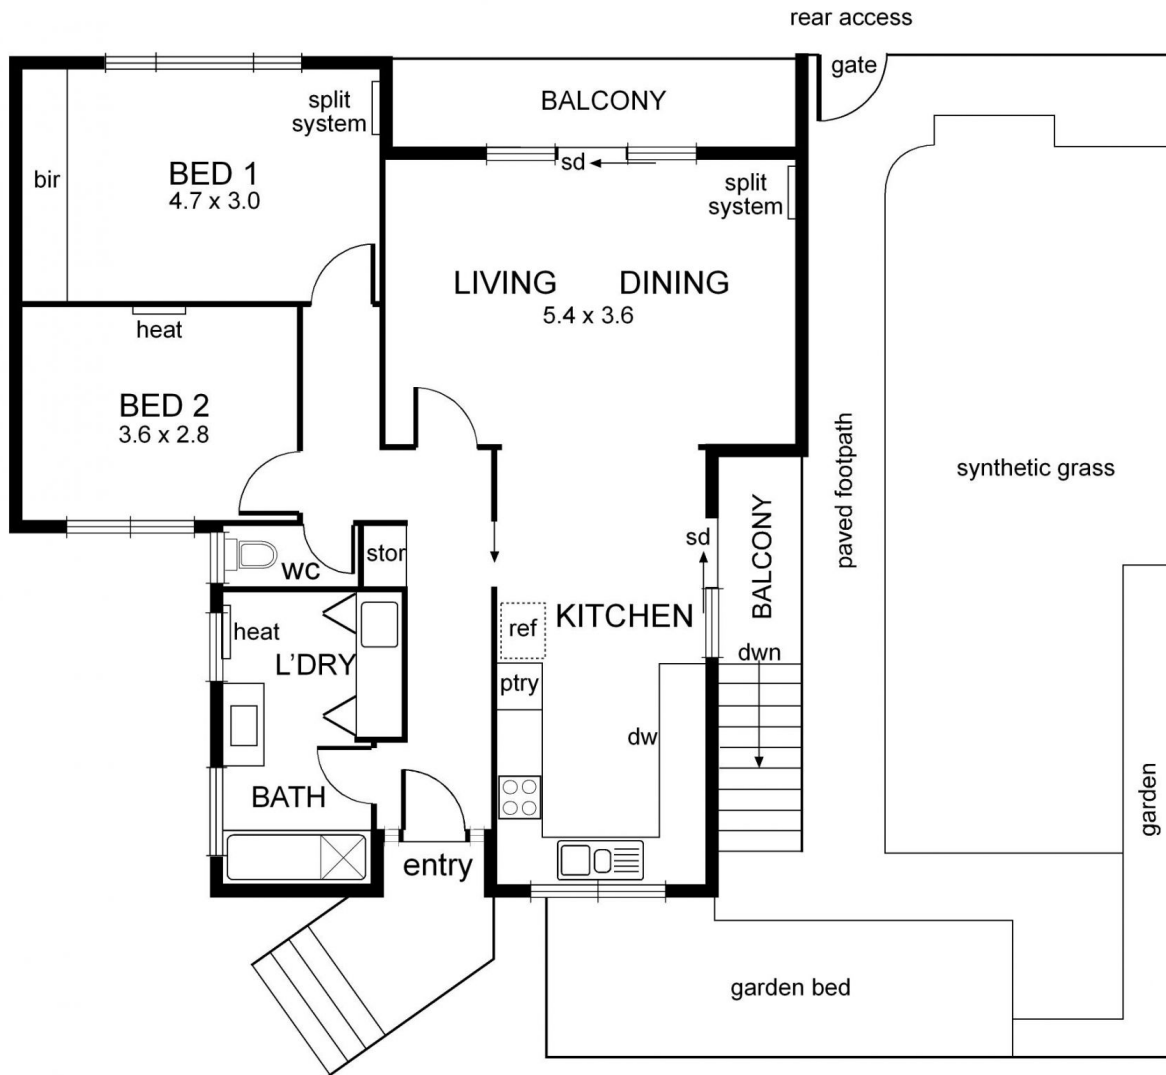 rear access
gate
BALCONY
split
system
sd
bir
BED 1
4.7 x 3.0
split
system
LIVING DINING
5.4 x 3.6
heat
BED 2
3.6 x 2.8
paved footpath
synthetic grass
wc
stor
sd
BALCONY
heat
L'DRY
ref
KITCHEN
dwn
ptry
dw
BATH
entry
garden
garden bed